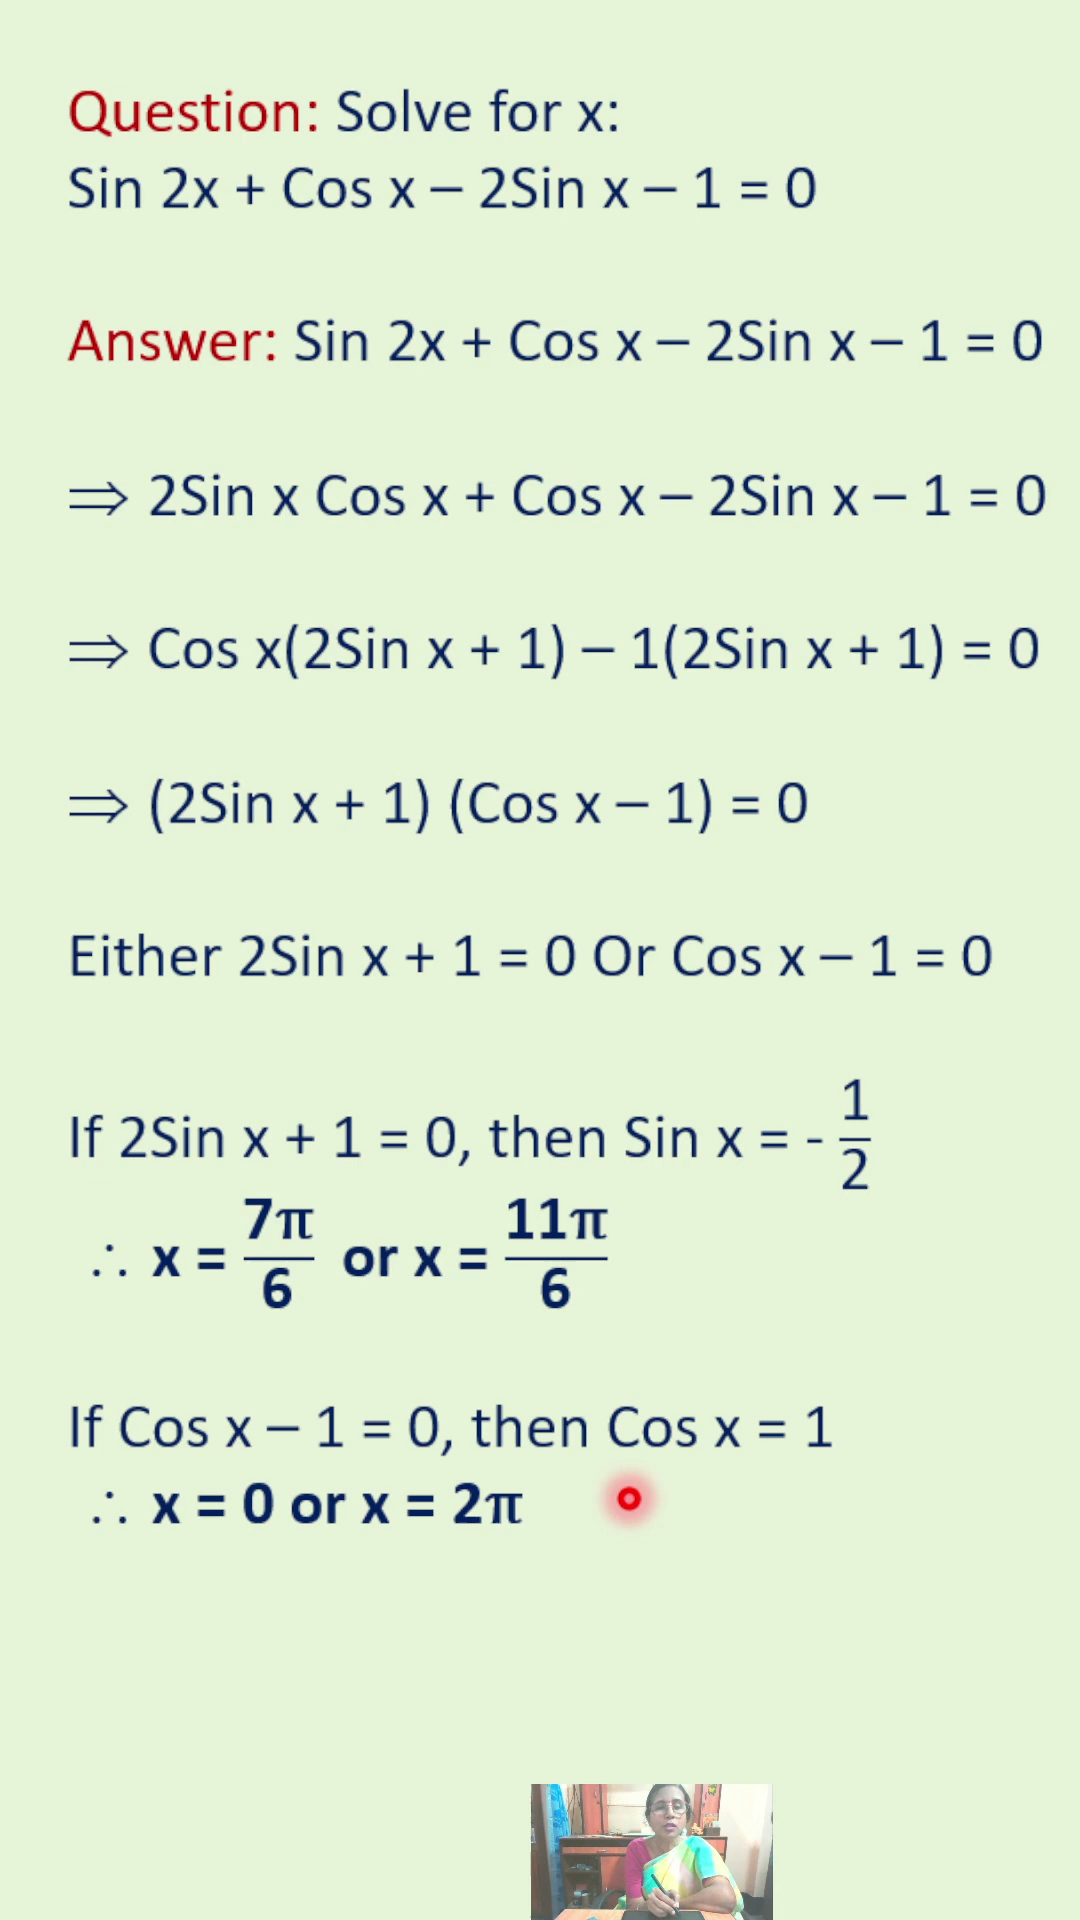 Question: Solve for x:
Sin 2x + Cos x – 2Sin x – 1 = 0
Answer: Sin 2x + Cos x – 2Sin x – 1 = 0
⟹ 2Sin x Cos x + Cos x – 2Sin x – 1 = 0
⟹ Cos x(2Sin x + 1) – 1(2Sin x + 1) = 0
⟹ (2Sin x + 1) (Cos x – 1) = 0
Either 2Sin x + 1 = 0 Or Cos x – 1 = 0
If 2Sin x + 1 = 0, then Sin x = - 1/2
∴ x = 7π/6 or x = 11π/6
If Cos x – 1 = 0, then Cos x = 1
∴ x = 0 or x = 2π